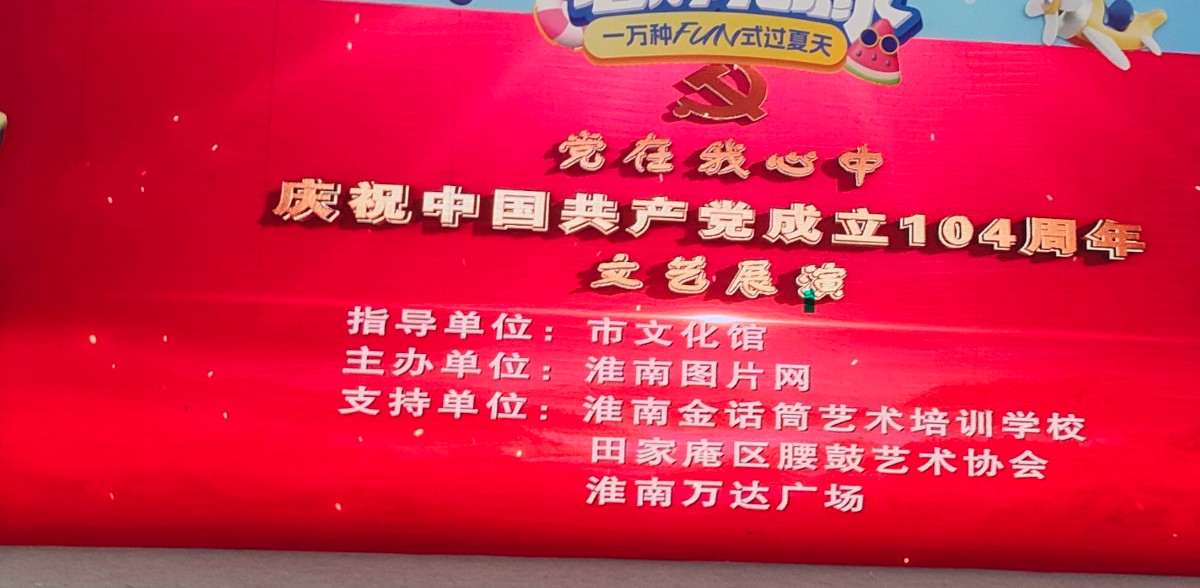 一万种FUN式过夏天
党在我心中
庆祝中国共产党成立104周年
文艺展演
指导单位：市文化馆
主办单位：淮南图片网
支持单位：淮南金话筒艺术培训学校
田家庵区腰鼓艺术协会
淮南万达广场